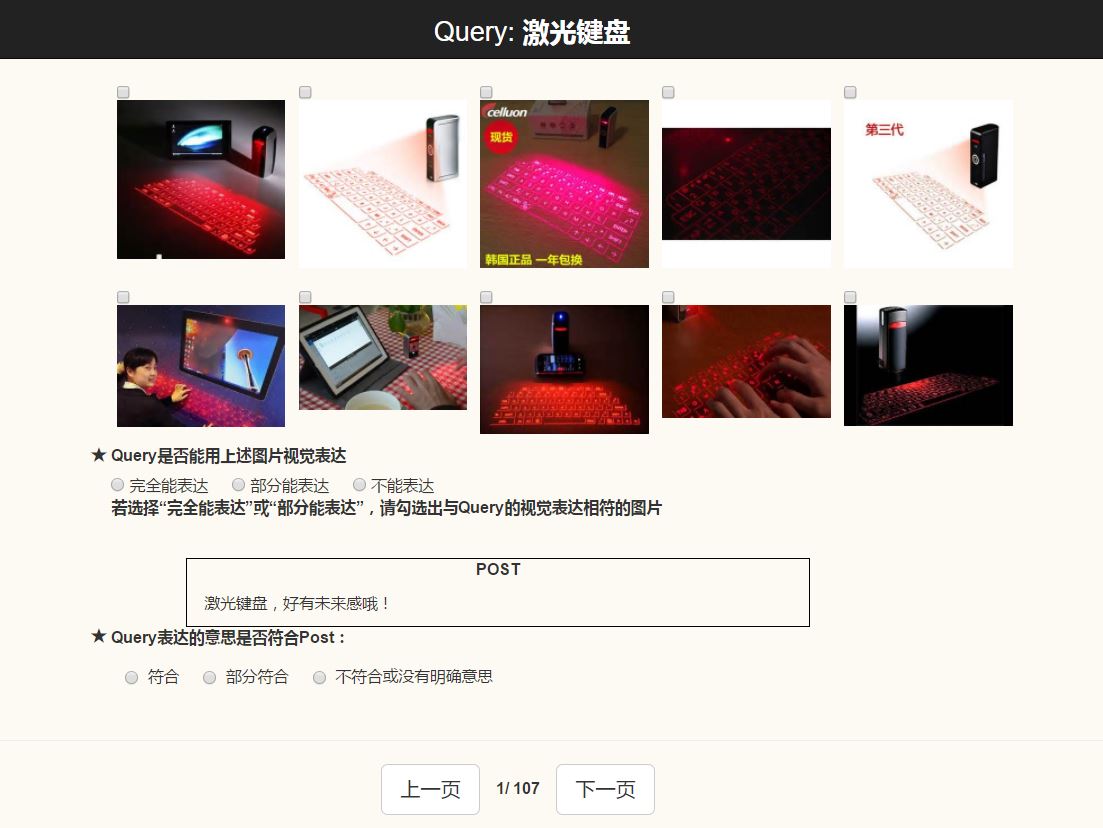 Query: 激光键盘
celluon
现货
第三代
韩国正品 一年包换
★ Query是否能用上述图片视觉表达
完全能表达 部分能表达 不能表达
若选择“完全能表达”或“部分能表达”，请勾选出与Query的视觉表达相符的图片
POST
激光键盘，好有未来感哦！
★ Query表达的意思是否符合Post：
符合 部分符合 不符合或没有明确意思
上一页 1/ 107 下一页